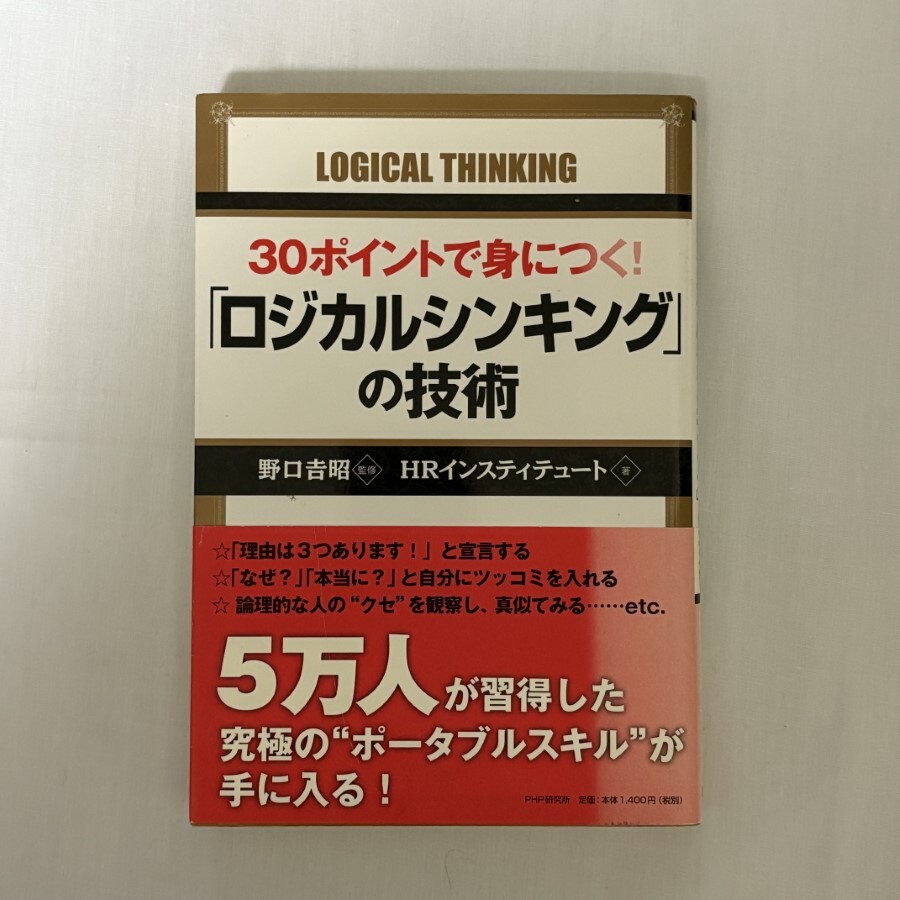 LOGICAL THINKING
30ポイントで身につく!
「ロジカルシンキング」
の技術
野口吉昭 監修 HRインスティテュート 著
☆「理由は3つあります!」と宣言する
☆「なぜ?」「本当に?」と自分にツッコミを入れる
☆論理的な人の“クセ”を観察し、真似てみる……etc.
5万人が習得した
究極の“ポータブルスキル”が
手に入る!
PHP研究所 定価:本体1,400円(税別)